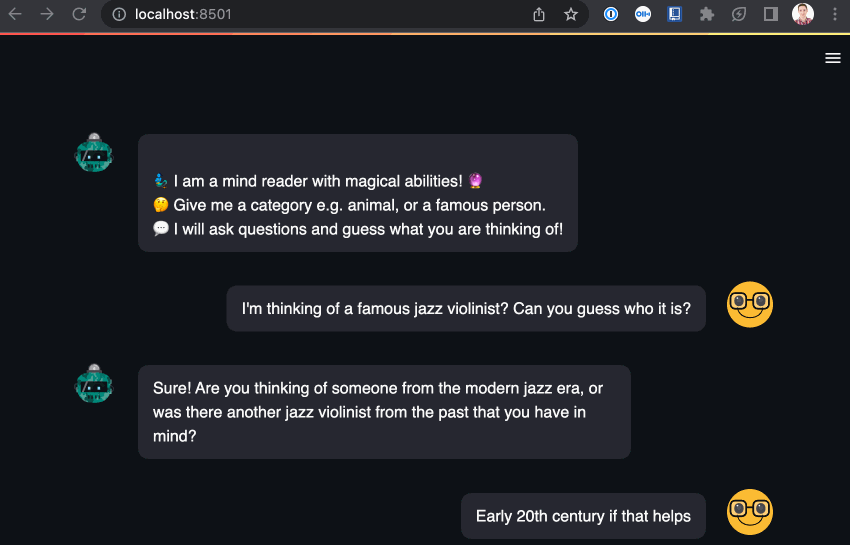 localhost:8501
🧞‍♂️ I am a mind reader with magical abilities! 🔮
🤔 Give me a category e.g. animal, or a famous person.
💬 I will ask questions and guess what you are thinking of!
I'm thinking of a famous jazz violinist? Can you guess who it is?
Sure! Are you thinking of someone from the modern jazz era, or
was there another jazz violinist from the past that you have in
mind?
Early 20th century if that helps